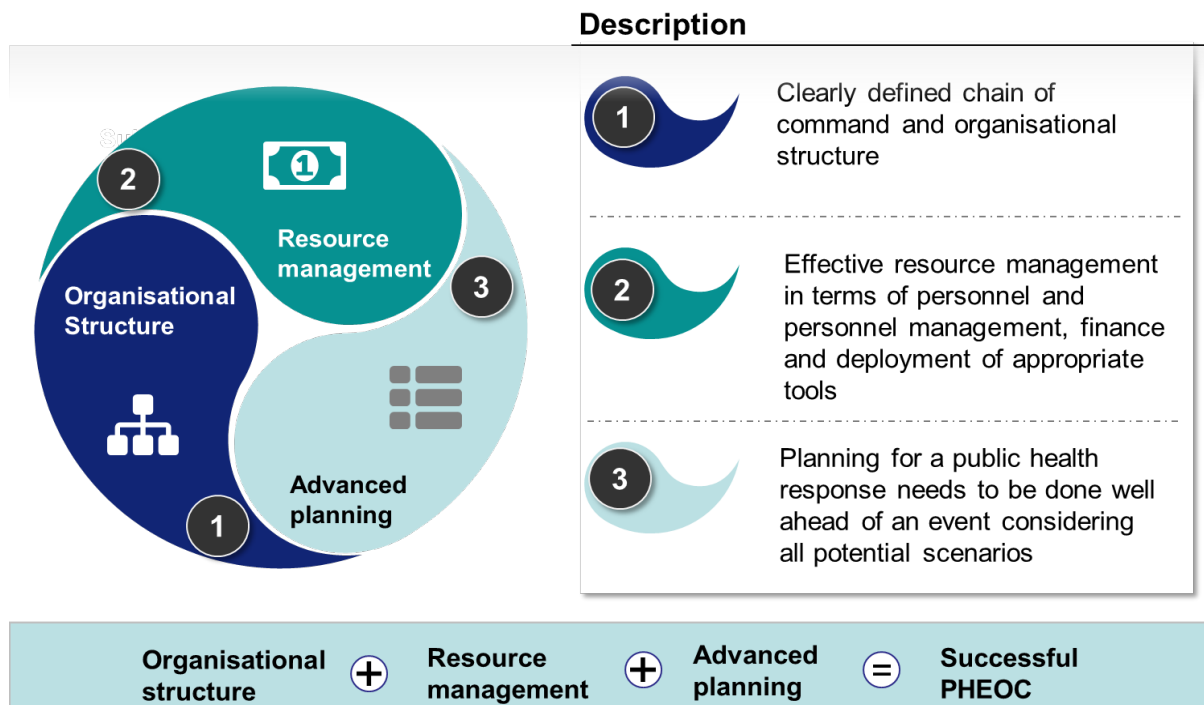 Description
2
1
Resource
management
3
Organisational
Structure
Advanced
planning
1
1
Clearly defined chain of
command and organisational
structure
2
Effective resource management
in terms of personnel and
personnel management, finance
and deployment of appropriate
tools
3
Planning for a public health
response needs to be done well
ahead of an event considering
all potential scenarios
Organisational
structure
+
Resource
management
+
Advanced
planning
=
Successful
PHEOC